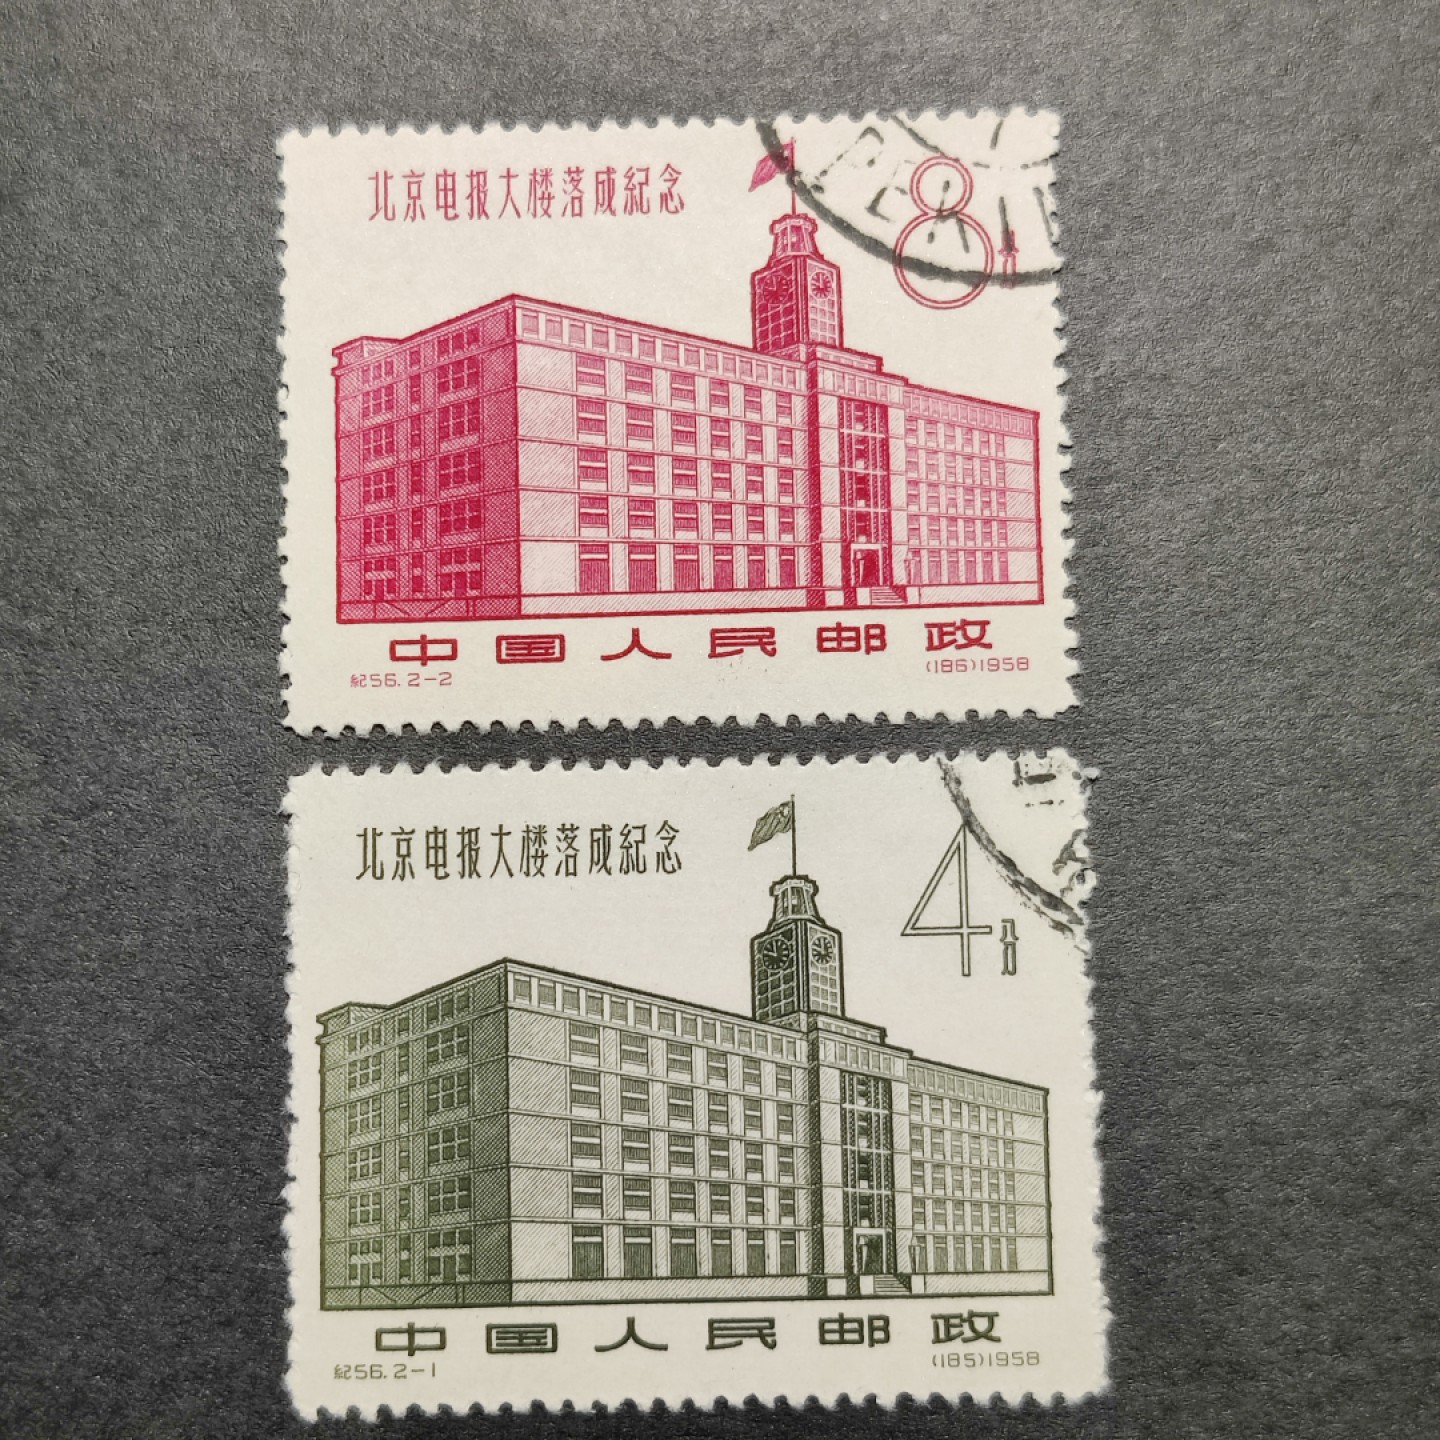 北京电报大楼落成紀念
PEKIN
8分
中国人民邮政
紀56.2-2
(186)1958
北京电报大楼落成紀念
4分
中国人民邮政
紀56.2-1
(185)1958